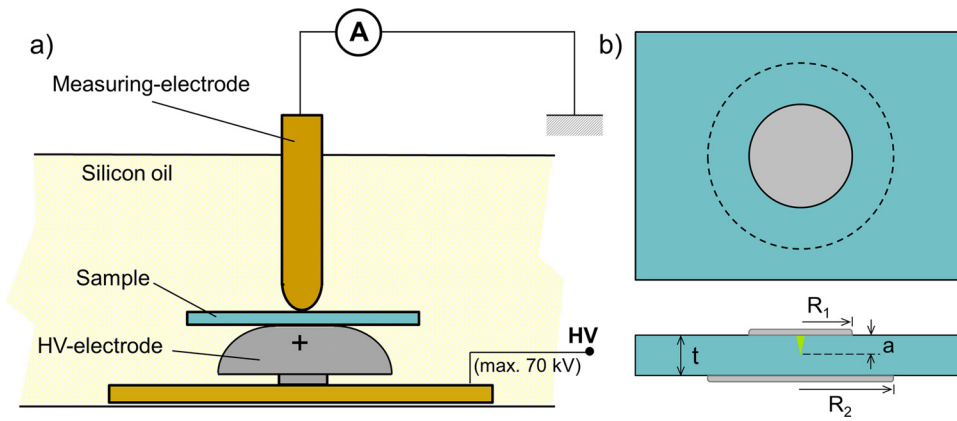 a)
A
Measuring-electrode
Silicon oil
Sample
HV-electrode
+
HV
(max. 70 kV)
b)
R₁
t
a
R₂